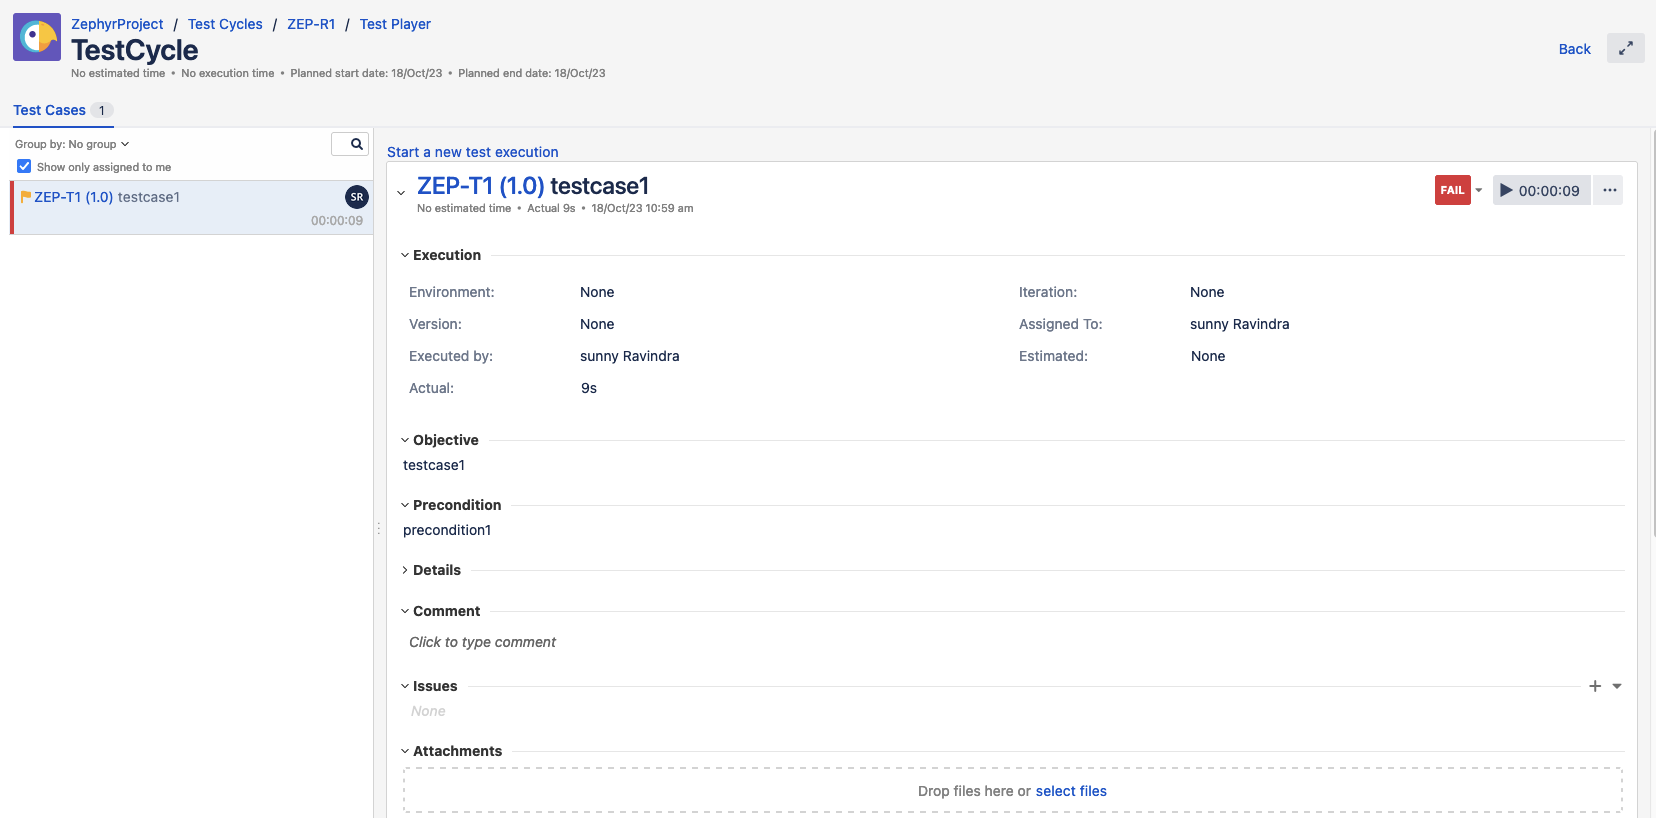 ZephyrProject / Test Cycles / ZEP-R1 / Test Player
TestCycle
No estimated time • No execution time • Planned start date: 18/Oct/23 • Planned end date: 18/Oct/23
Back
Test Cases 1
Group by: No group
Show only assigned to me
ZEP-T1 (1.0) testcase1
SR
00:00:09
Start a new test execution
ZEP-T1 (1.0) testcase1
No estimated time • Actual 9s • 18/Oct/23 10:59 am
FAIL
00:00:09
Execution
Environment: None
Iteration: None
Version: None
Assigned To: sunny Ravindra
Executed by: sunny Ravindra
Estimated: None
Actual: 9s
Objective
testcase1
Precondition
precondition1
Details
Comment
Click to type comment
Issues
None
Attachments
Drop files here or select files